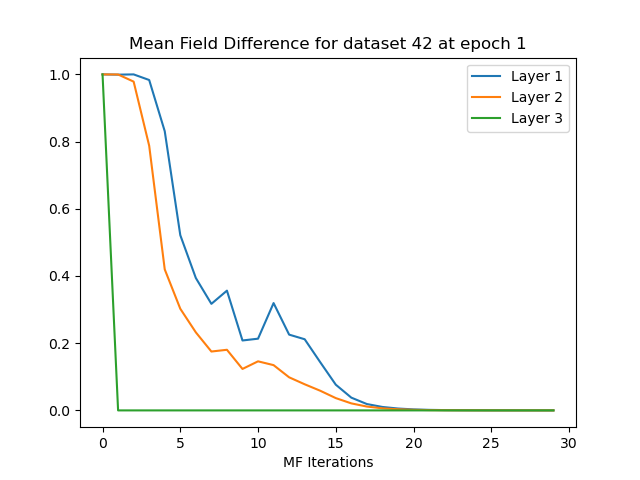 Mean Field Difference for dataset 42 at epoch 1
Layer 1
Layer 2
Layer 3
1.0
0.8
0.6
0.4
0.2
0.0
0 5 10 15 20 25 30
MF Iterations